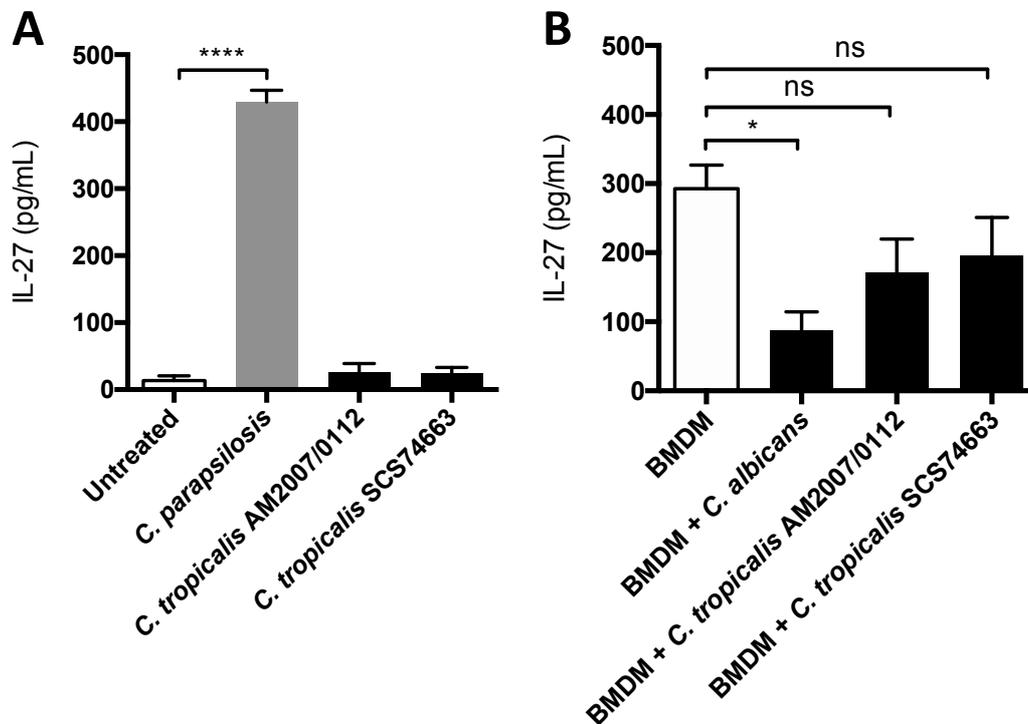 A
IL-27 (pg/mL)
500
400
300
200
100
0
****
Untreated
C. parapsilosis
C. tropicalis AM2007/0112
C. tropicalis SCS74663
B
IL-27 (pg/mL)
500
400
300
200
100
0
ns
ns
*
BMDM
BMDM + C. albicans
BMDM + C. tropicalis AM2007/0112
BMDM + C. tropicalis SCS74663